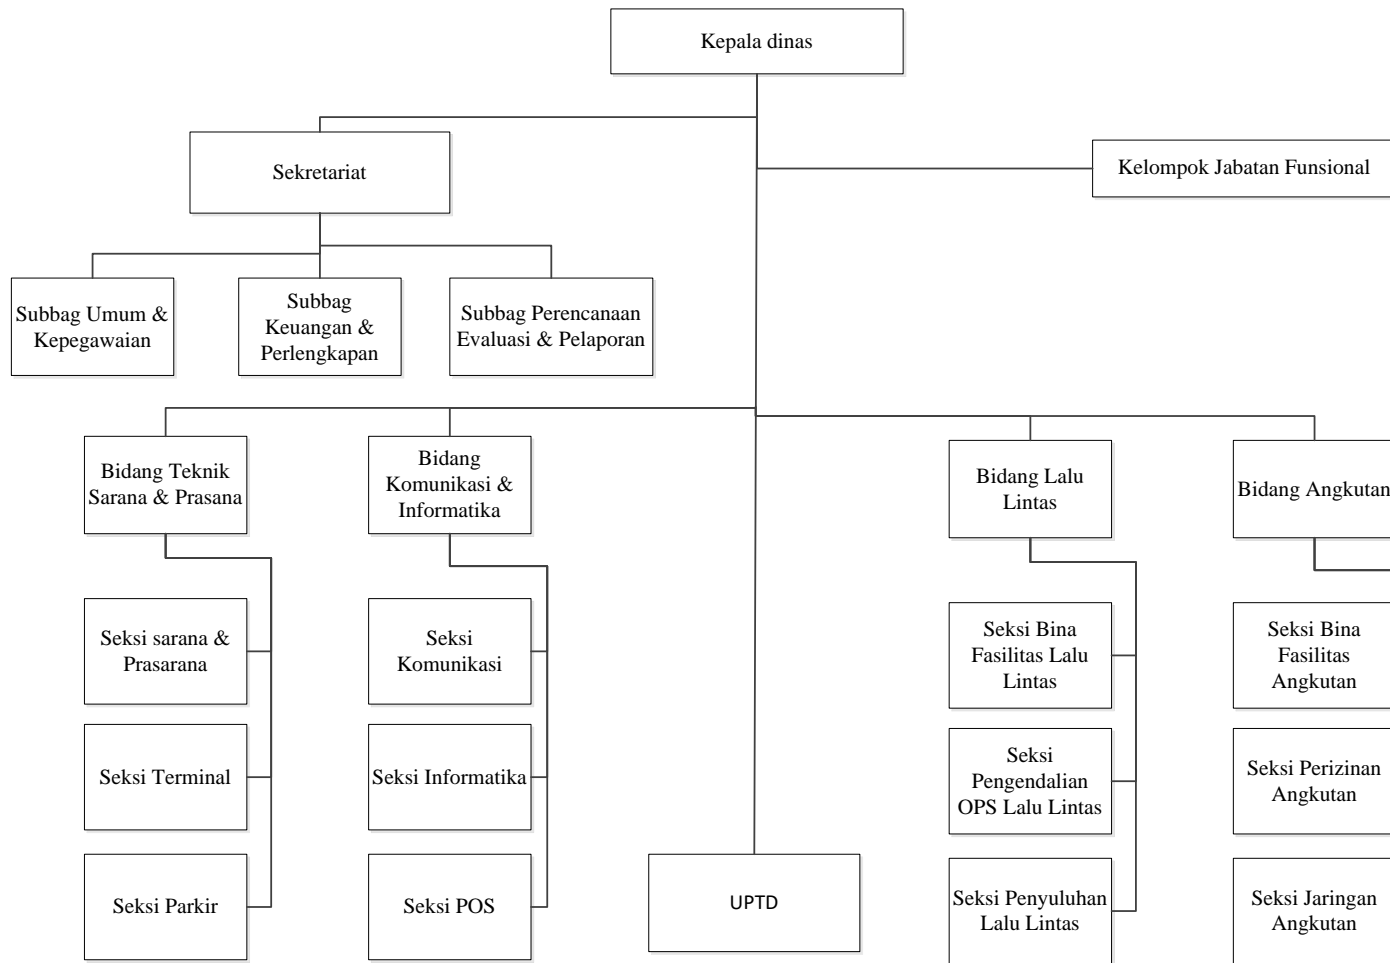 Kepala dinas
Sekretariat
Kelompok Jabatan Funsional
Subbag Umum &
Kepegawaian
Subbag
Keuangan &
Perlengkapan
Subbag Perencanaan
Evaluasi & Pelaporan
Bidang Teknik
Sarana & Prasana
Bidang
Komunikasi &
Informatika
Bidang Lalu
Lintas
Bidang Angkutan
Seksi sarana &
Prasarana
Seksi
Komunikasi
Seksi Bina
Fasilitas Lalu
Lintas
Seksi Bina
Fasilitas
Angkutan
Seksi Terminal
Seksi Informatika
Seksi
Pengendalian
OPS Lalu Lintas
Seksi Perizinan
Angkutan
Seksi Parkir
Seksi POS
UPTD
Seksi Penyuluhan
Lalu Lintas
Seksi Jaringan
Angkutan